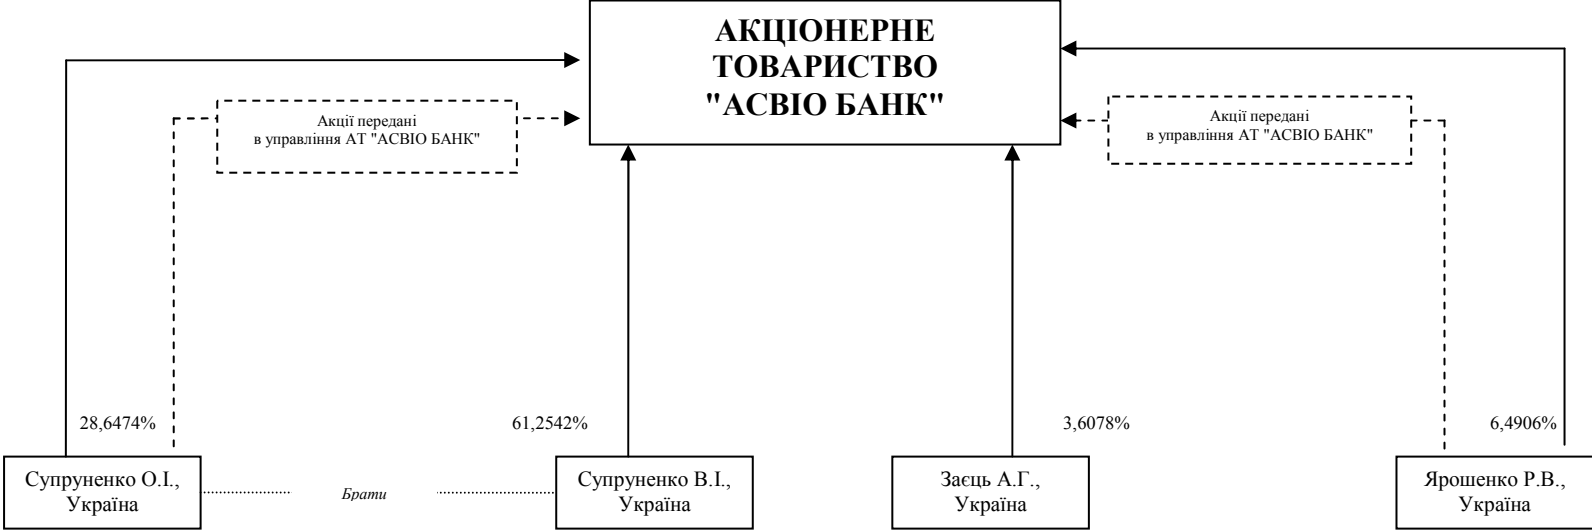 АКЦІОНЕРНЕ
ТОВАРИСТВО
"АСВІО БАНК"
Акції передані
в управління АТ "АСВІО БАНК"
Акції передані
в управління АТ "АСВІО БАНК"
28,6474%
61,2542%
3,6078%
6,4906%
Супруненко О.І.,
Україна
Брати
Супруненко В.І.,
Україна
Заєць А.Г.,
Україна
Ярошенко Р.В.,
Україна